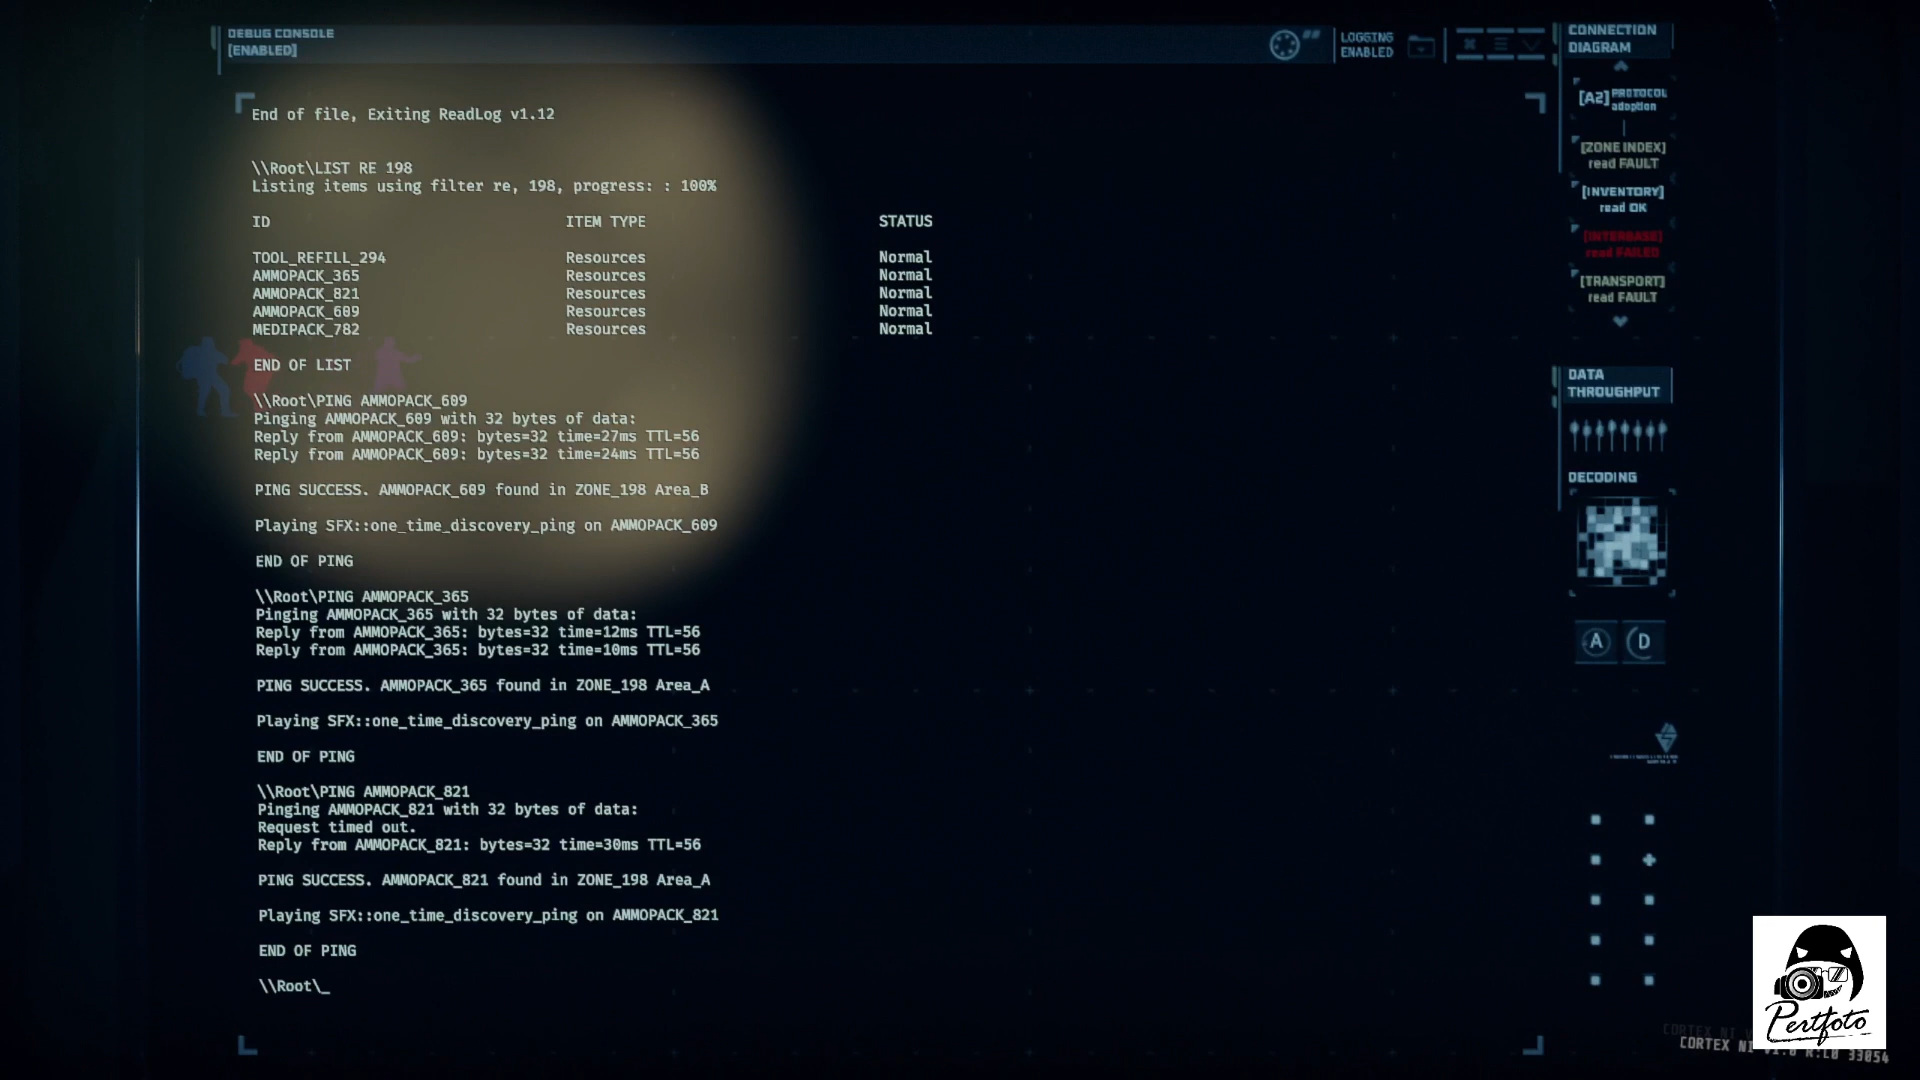 DEBUG CONSOLE
[ENABLED]
LOGGING
ENABLED
End of file, Exiting ReadLog v1.12
\\Root\LIST RE 198
Listing items using filter re, 198, progress: : 100%
ID ITEM TYPE STATUS
TOOL_REFILL_294 Resources Normal
AMMOPACK_365 Resources Normal
AMMOPACK_821 Resources Normal
AMMOPACK_609 Resources Normal
MEDIPACK_782 Resources Normal
END OF LIST
\\Root\PING AMMOPACK_609
Pinging AMMOPACK_609 with 32 bytes of data:
Reply from AMMOPACK_609: bytes=32 time=27ms TTL=56
Reply from AMMOPACK_609: bytes=32 time=24ms TTL=56
PING SUCCESS. AMMOPACK_609 found in ZONE_198 Area_B
Playing SFX::one_time_discovery_ping on AMMOPACK_609
END OF PING
\\Root\PING AMMOPACK_365
Pinging AMMOPACK_365 with 32 bytes of data:
Reply from AMMOPACK_365: bytes=32 time=12ms TTL=56
Reply from AMMOPACK_365: bytes=32 time=10ms TTL=56
PING SUCCESS. AMMOPACK_365 found in ZONE_198 Area_A
Playing SFX::one_time_discovery_ping on AMMOPACK_365
END OF PING
\\Root\PING AMMOPACK_821
Pinging AMMOPACK_821 with 32 bytes of data:
Request timed out.
Reply from AMMOPACK_821: bytes=32 time=30ms TTL=56
PING SUCCESS. AMMOPACK_821 found in ZONE_198 Area_A
Playing SFX::one_time_discovery_ping on AMMOPACK_821
END OF PING
\\Root\_
CONNECTION
DIAGRAM
[A2] PROTOCOL
adoption
[ZONE INDEX]
read FAULT
[INVENTORY]
read OK
[INTERBASE]
read FAILED
[TRANSPORT]
read FAULT
DATA
THROUGHPUT
DECODING
A D
Pertfoto
CORTEX NI R:L0 33054